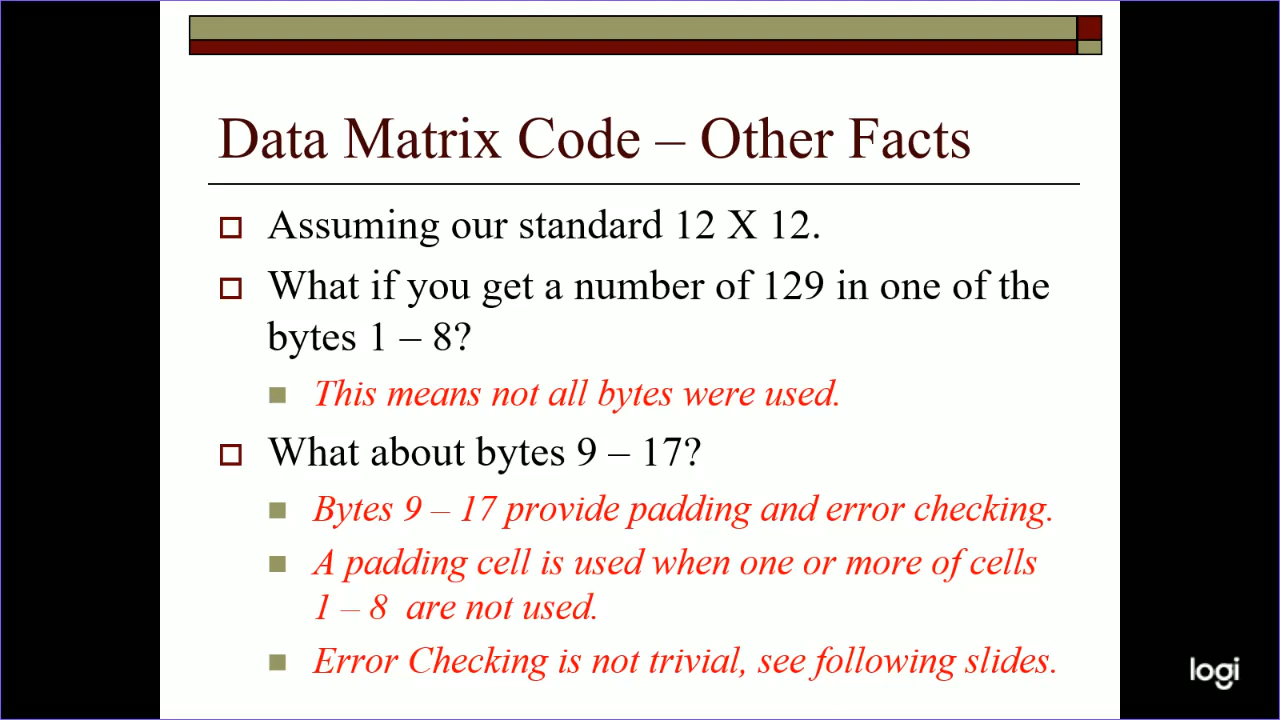 Data Matrix Code – Other Facts
Assuming our standard 12 X 12.
What if you get a number of 129 in one of the
bytes 1 – 8?
This means not all bytes were used.
What about bytes 9 – 17?
Bytes 9 – 17 provide padding and error checking.
A padding cell is used when one or more of cells
1 – 8 are not used.
Error Checking is not trivial, see following slides.
logi